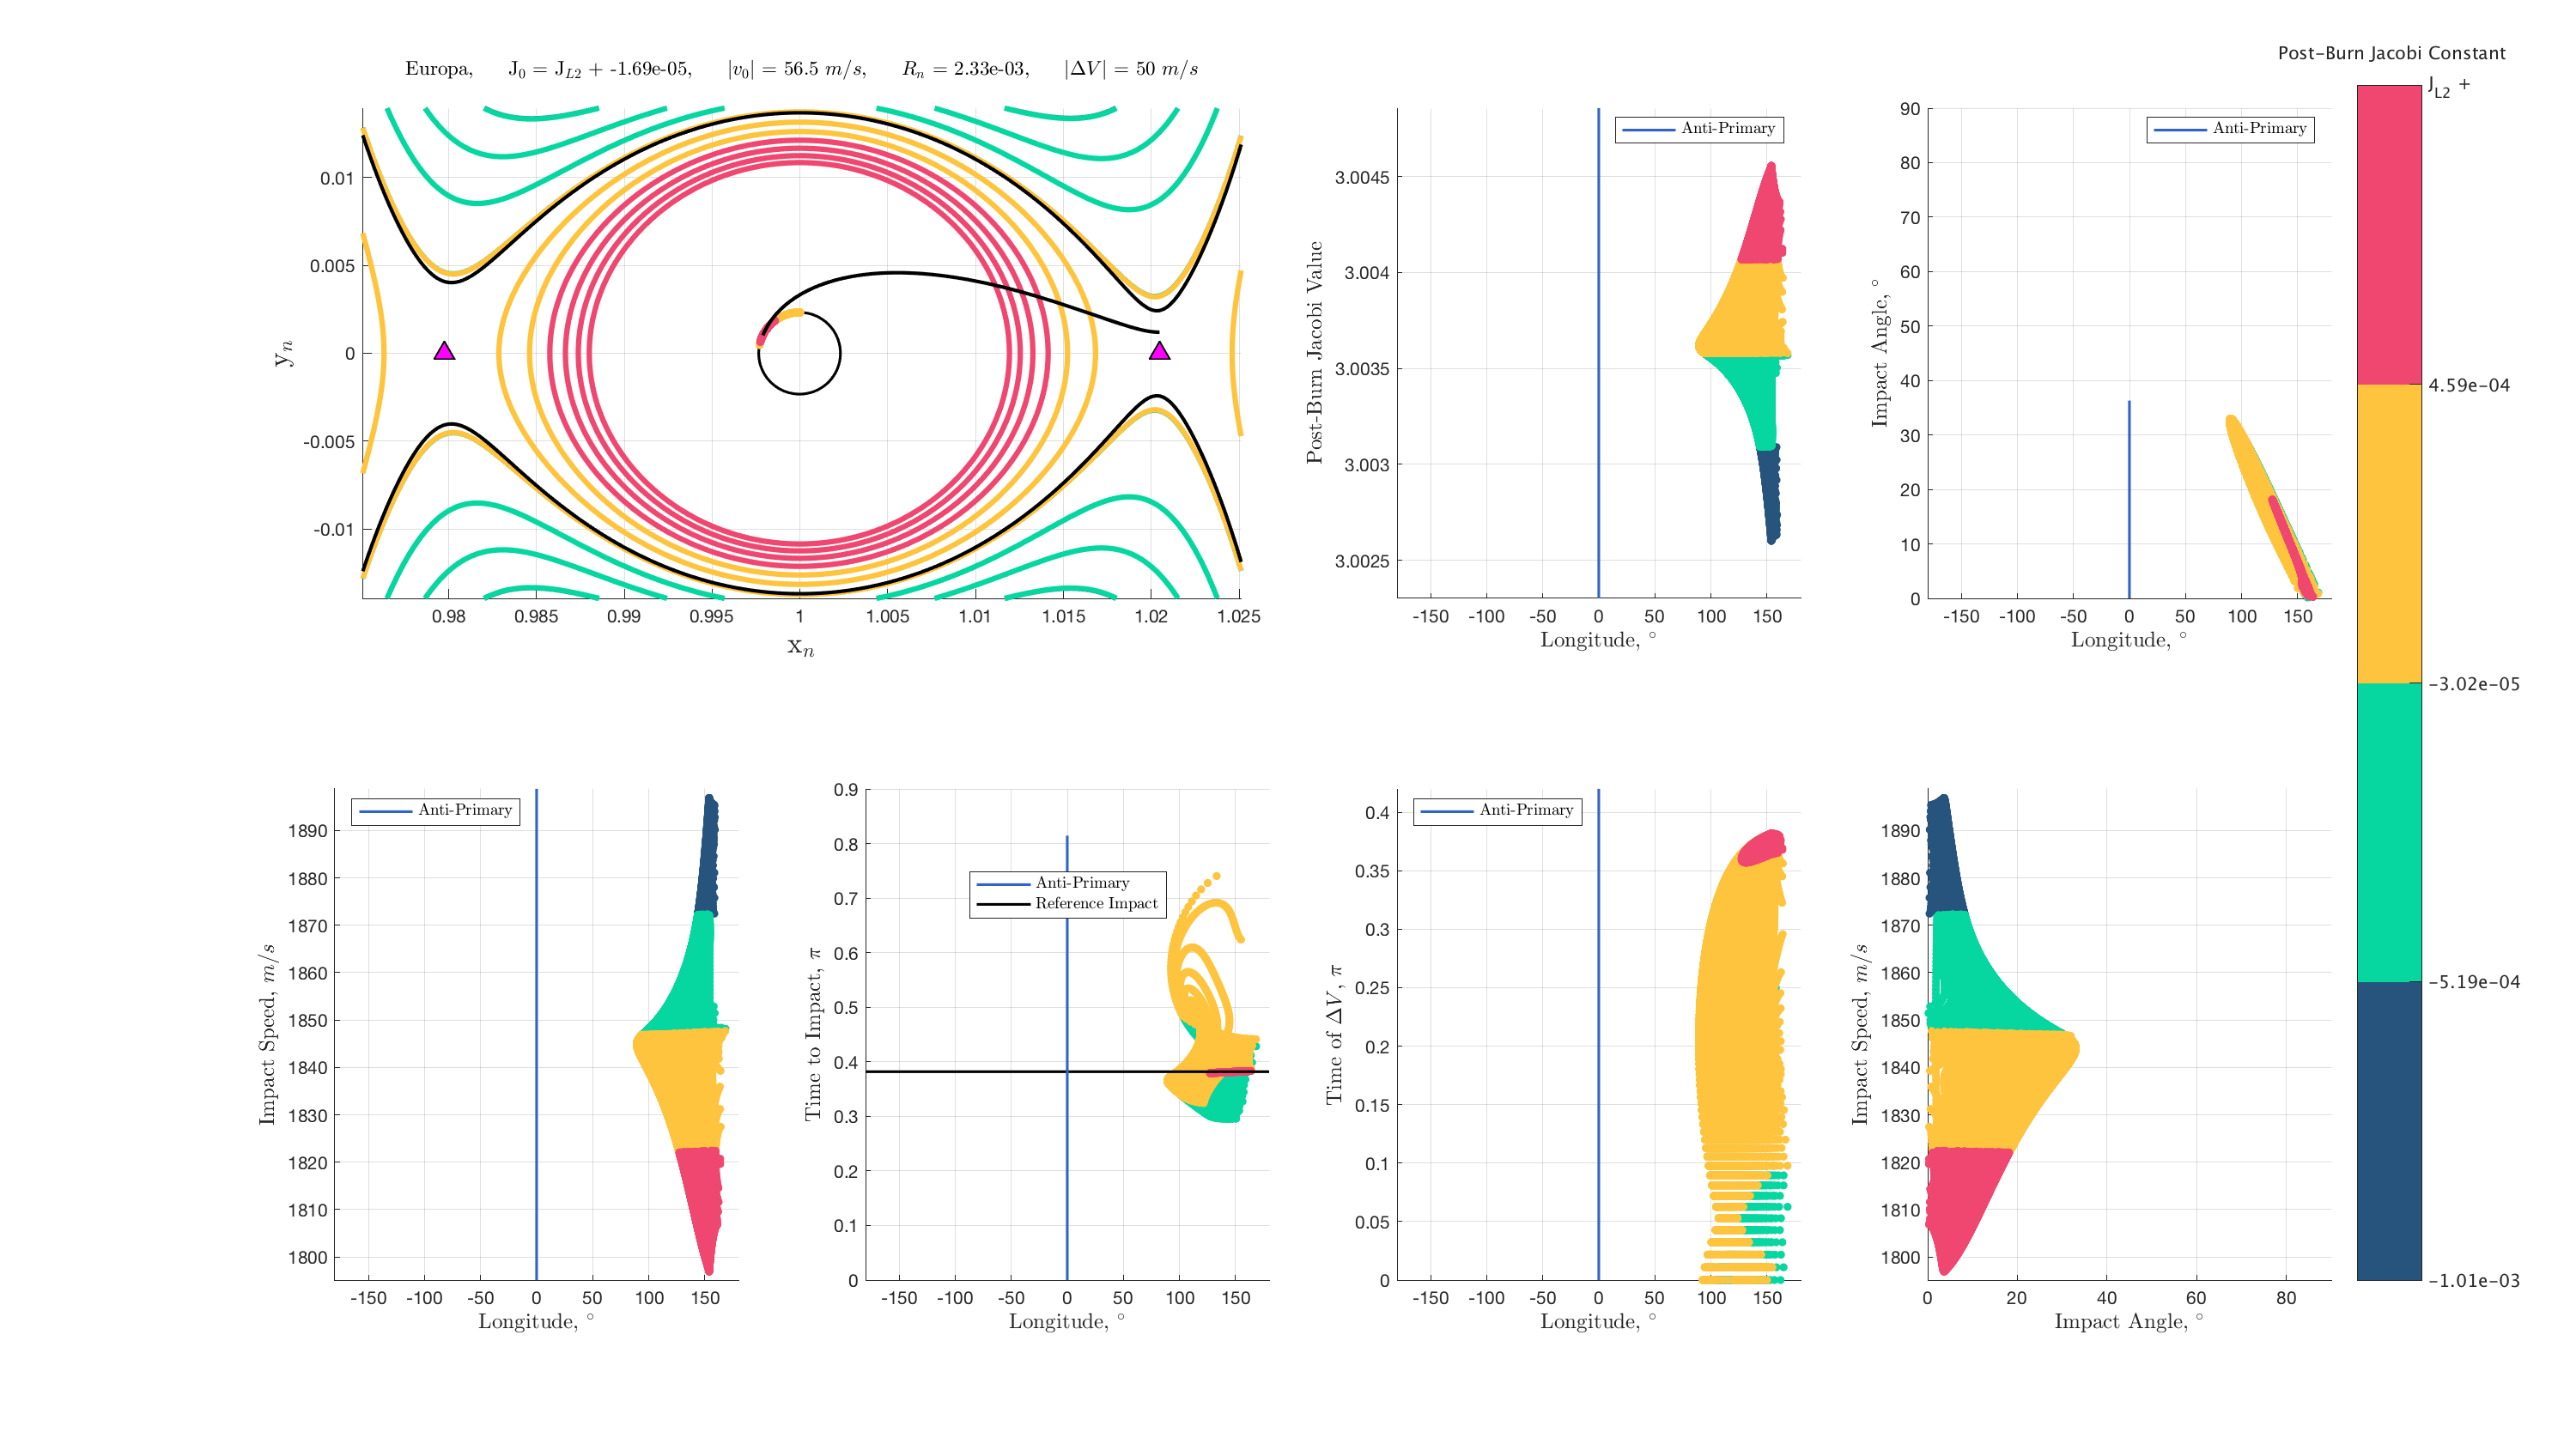 Europa, J0 = JL2 + -1.69e-05, |v0| = 56.5 m/s, Rn = 2.33e-03, |ΔV| = 50 m/s
0.01
0.005
0
-0.005
-0.01
yn
0.98 0.985 0.99 0.995 1 1.005 1.01 1.015 1.02 1.025
xn
Anti-Primary
3.0045
3.004
3.0035
3.003
3.0025
Post-Burn Jacobi Value
-150 -100 -50 0 50 100 150
Longitude, °
Anti-Primary
90
80
70
60
50
40
30
20
10
0
Impact Angle, °
-150 -100 -50 0 50 100 150
Longitude, °
Post-Burn Jacobi Constant
JL2 +
4.59e-04
-3.02e-05
-5.19e-04
-1.01e-03
Anti-Primary
1890
1880
1870
1860
1850
1840
1830
1820
1810
1800
Impact Speed, m/s
-150 -100 -50 0 50 100 150
Longitude, °
Anti-Primary
Reference Impact
0.9
0.8
0.7
0.6
0.5
0.4
0.3
0.2
0.1
0
Time to Impact, π
-150 -100 -50 0 50 100 150
Longitude, °
Anti-Primary
0.4
0.35
0.3
0.25
0.2
0.15
0.1
0.05
0
Time of ΔV, π
-150 -100 -50 0 50 100 150
Longitude, °
1890
1880
1870
1860
1850
1840
1830
1820
1810
1800
Impact Speed, m/s
0 20 40 60 80
Impact Angle, °